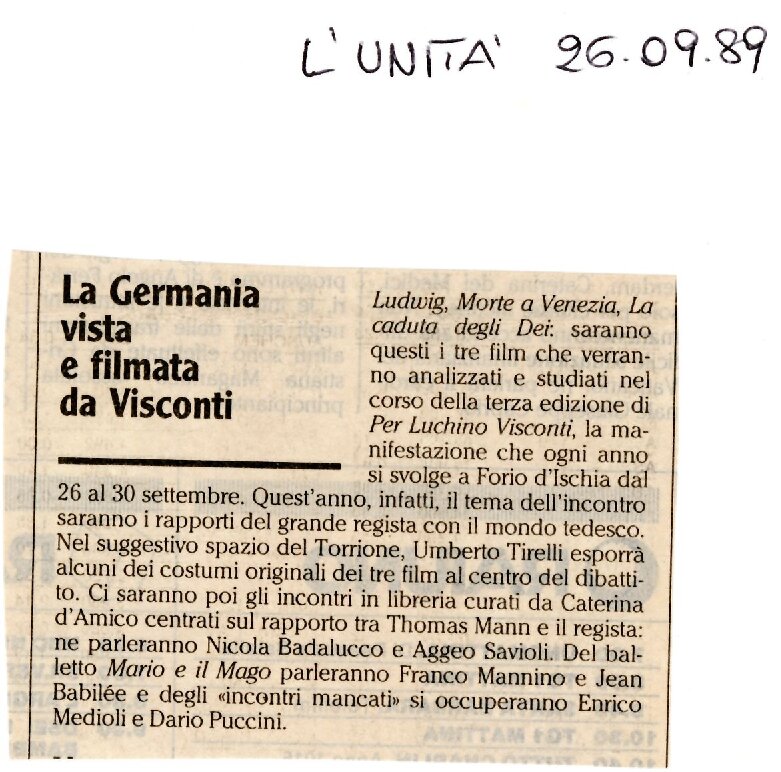 L'UNITA' 26.09.89
La Germania
vista
e filmata
da Visconti
Ludwig, Morte a Venezia, La
caduta degli Dei: saranno
questi i tre film che verran-
no analizzati e studiati nel
corso della terza edizione di
Per Luchino Visconti, la ma-
nifestazione che ogni anno
si svolge a Forio d'Ischia dal
26 al 30 settembre. Quest'anno, infatti, il tema dell'incontro
saranno i rapporti del grande regista con il mondo tedesco.
Nel suggestivo spazio del Torrione, Umberto Tirelli esporrà
alcuni dei costumi originali dei tre film al centro del dibatti-
to. Ci saranno poi gli incontri in libreria curati da Caterina
d'Amico centrati sul rapporto tra Thomas Mann e il regista:
ne parleranno Nicola Badalucco e Aggeo Savioli. Del bal-
letto Mario e il Mago parleranno Franco Mannino e Jean
Babilée e degli «incontri mancati» si occuperanno Enrico
Medioli e Dario Puccini.